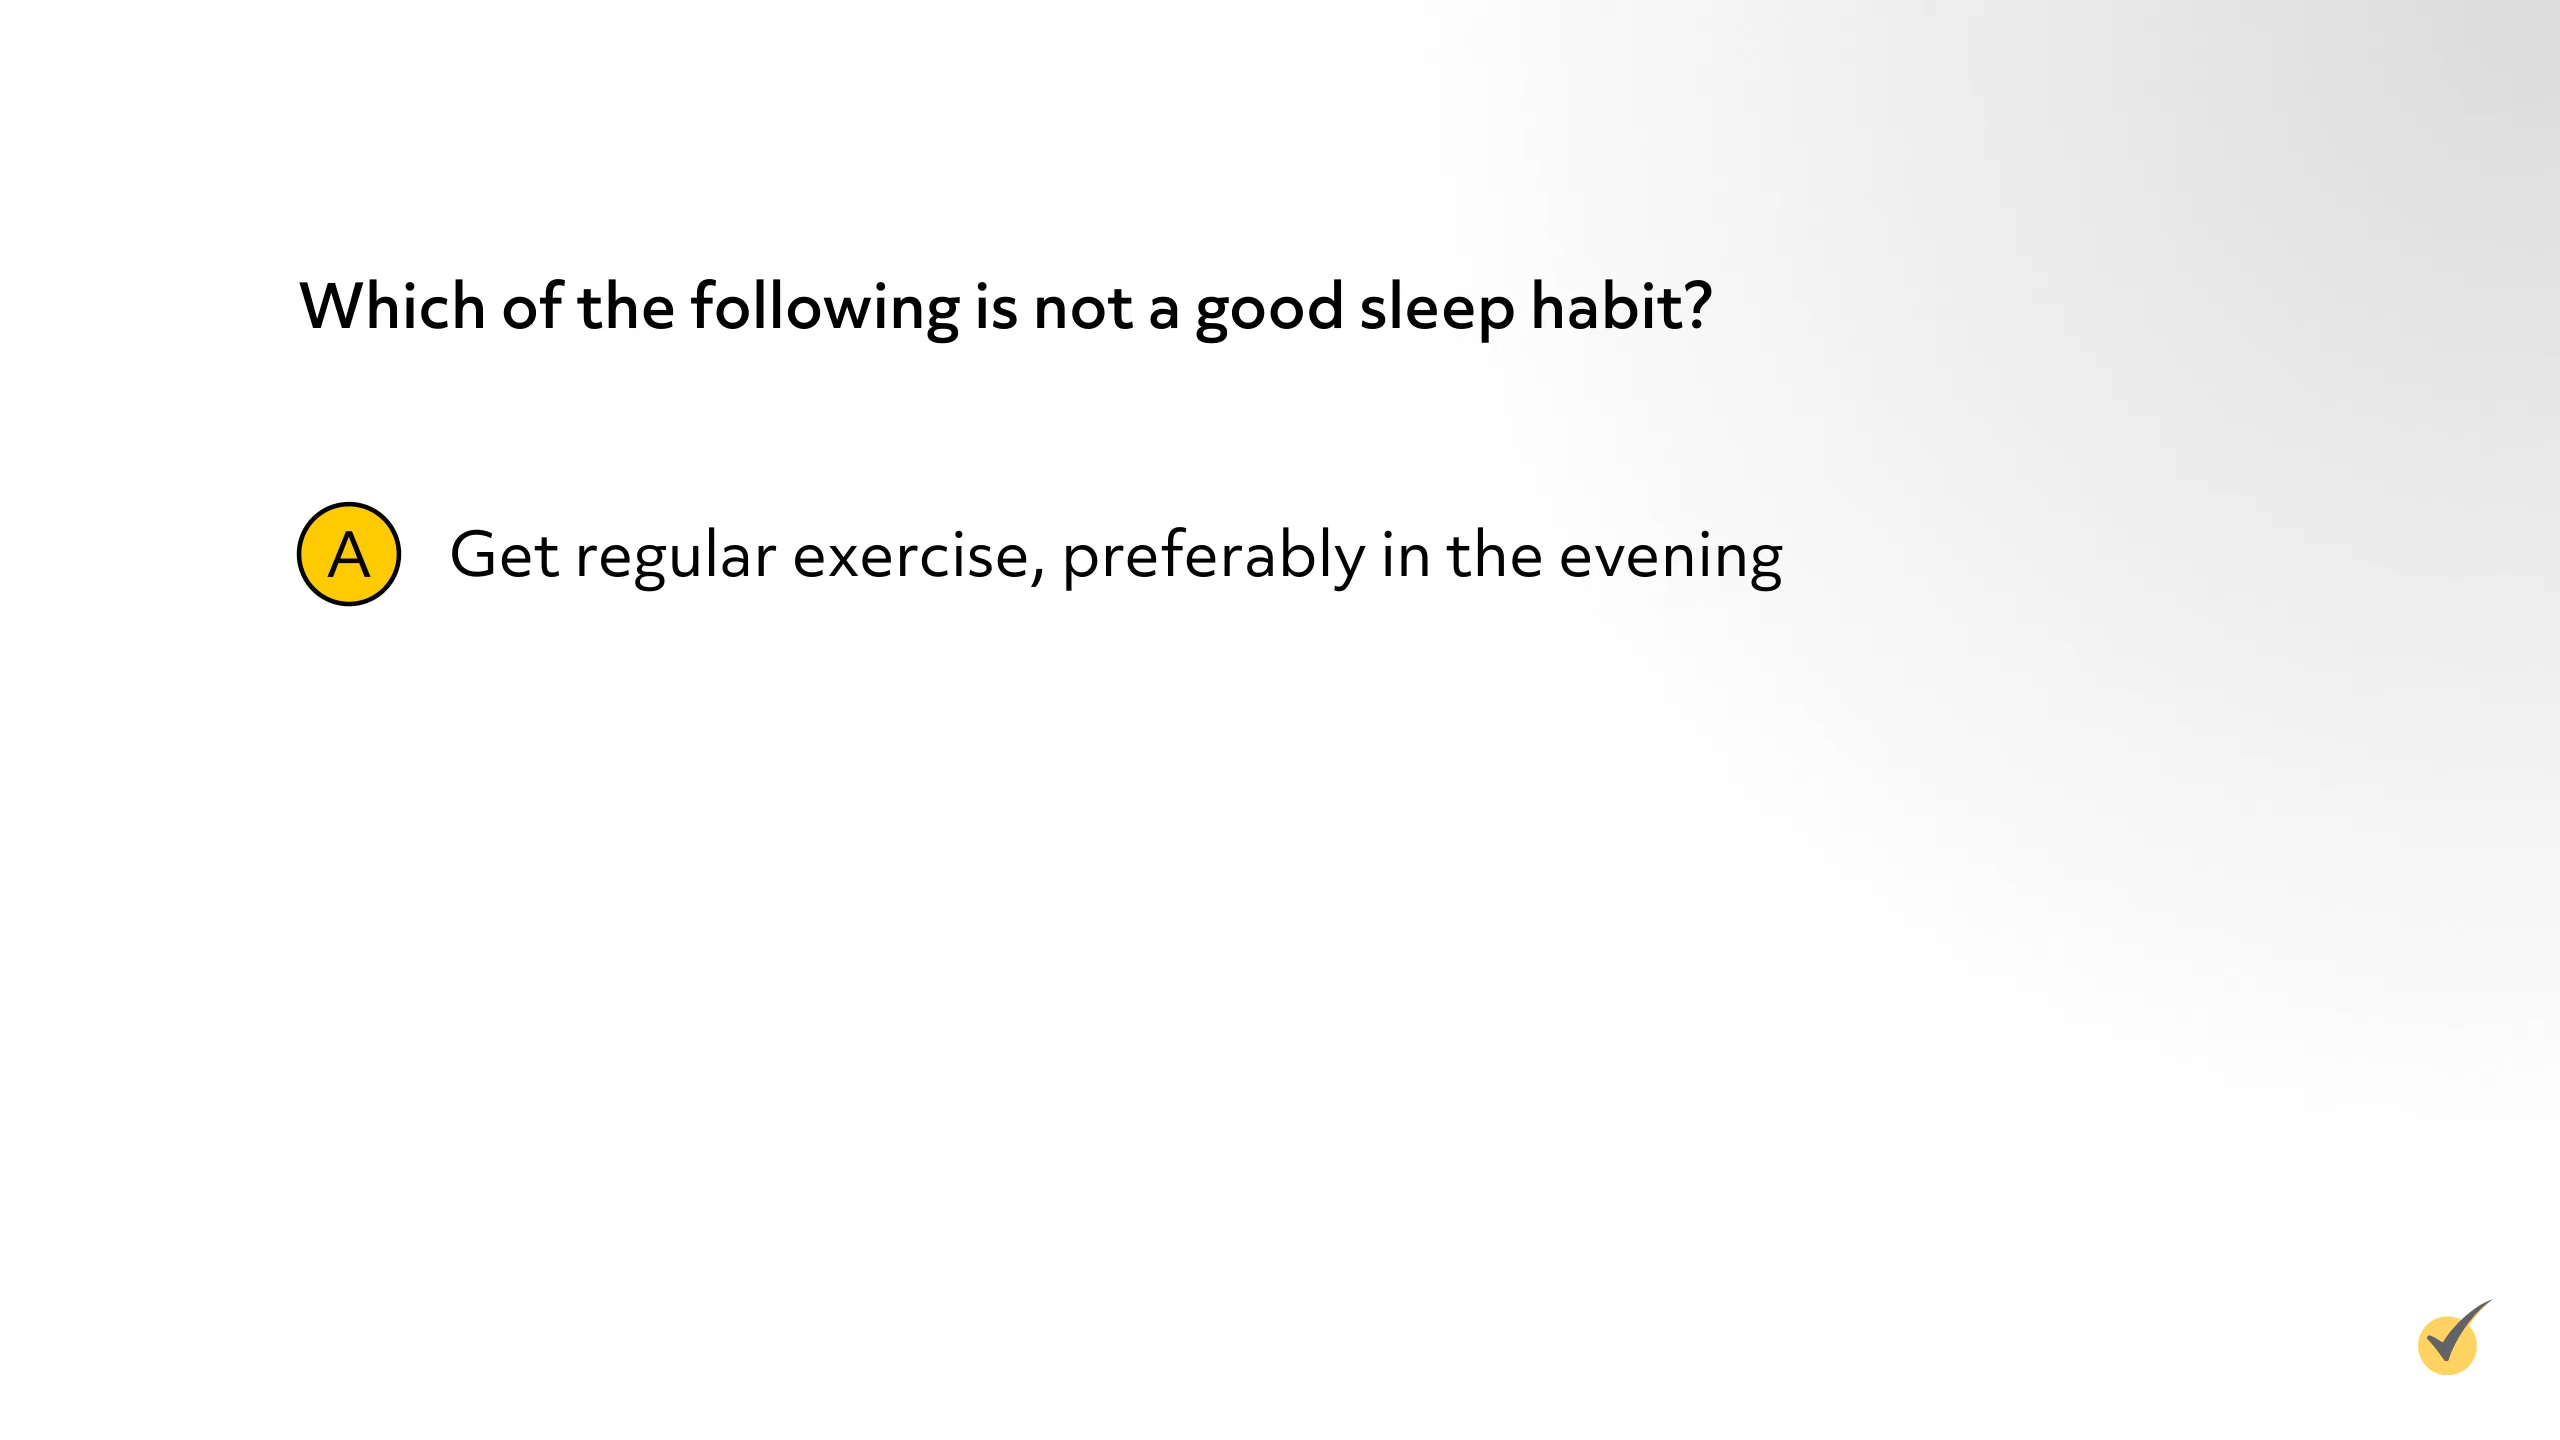 Which of the following is not a good sleep habit?
A Get regular exercise, preferably in the evening